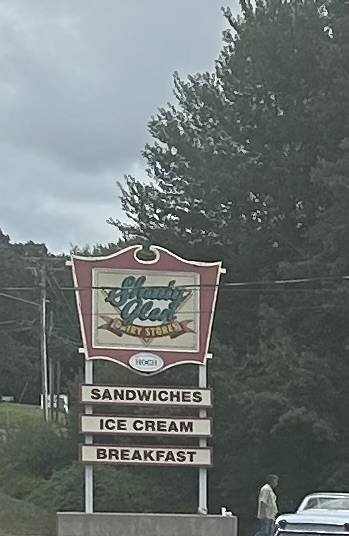 Shady
Glen
DAIRY STORES
SANDWICHES
ICE CREAM
BREAKFAST